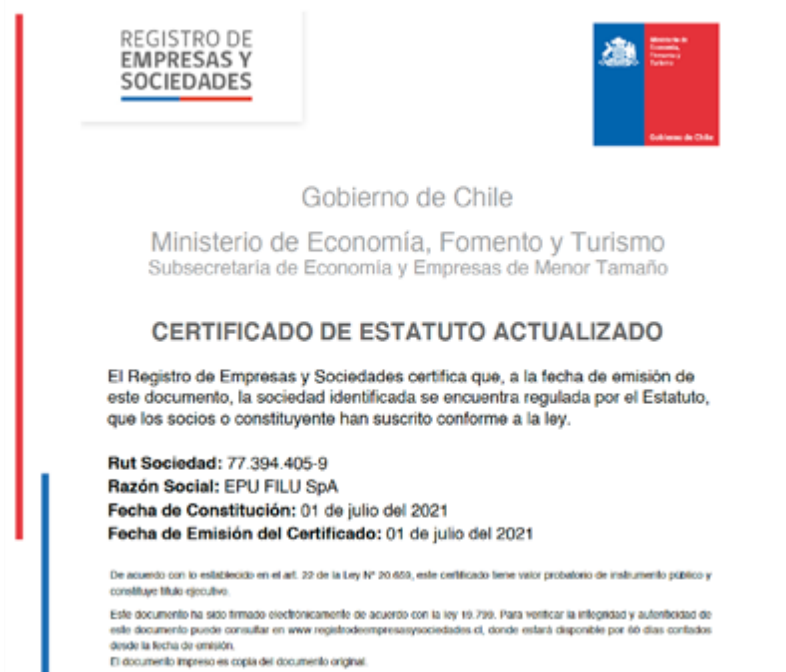 REGISTRO DE
EMPRESAS Y
SOCIEDADES
Ministerio de
Economía,
Fomento y
Turismo
Gobierno de Chile
Gobierno de Chile
Ministerio de Economía, Fomento y Turismo
Subsecretaria de Economía y Empresas de Menor Tamaño
CERTIFICADO DE ESTATUTO ACTUALIZADO
El Registro de Empresas y Sociedades certifica que, a la fecha de emisión de
este documento, la sociedad identificada se encuentra regulada por el Estatuto,
que los socios o constituyente han suscrito conforme a la ley.
Rut Sociedad: 77.394.405-9
Razón Social: EPU FILU SpA
Fecha de Constitución: 01 de julio del 2021
Fecha de Emisión del Certificado: 01 de julio del 2021
De acuerdo con lo establecido en el art. 22 de la Ley N° 20.659, este certificado tiene valor probatorio de instrumento público y
constituye título ejecutivo.
Este documento ha sido firmado electrónicamente de acuerdo con la ley 19.799. Para verificar la integridad y autenticidad de
este documento puede consultar en www.registrodeempresasysociedades.cl, donde estará disponible por 60 días contados
desde la fecha de emisión.
El documento impreso es copia del documento original.